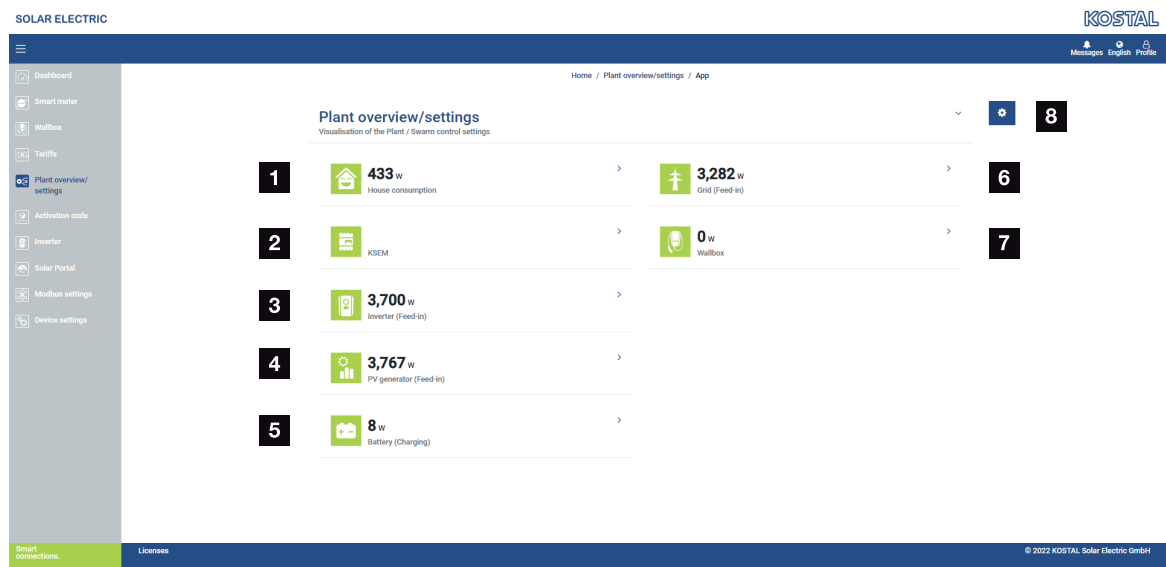 SOLAR ELECTRIC
KOSTAL
Messages English Profile
Dashboard
Smart meter
Wallbox
Tariffs
Plant overview/
settings
Activation code
Inverter
Solar Portal
Modbus settings
Device settings
Home / Plant overview/settings / App
Plant overview/settings
Visualisation of the Plant / Swarm control settings
8
1
433 W
House consumption
3,282 W
Grid (Feed-in)
6
2
KSEM
0 W
Wallbox
7
3
3,700 W
Inverter (Feed-in)
4
3,767 W
PV generator (Feed-in)
5
8 W
Battery (Charging)
Smart
connections.
Licenses
© 2022 KOSTAL Solar Electric GmbH